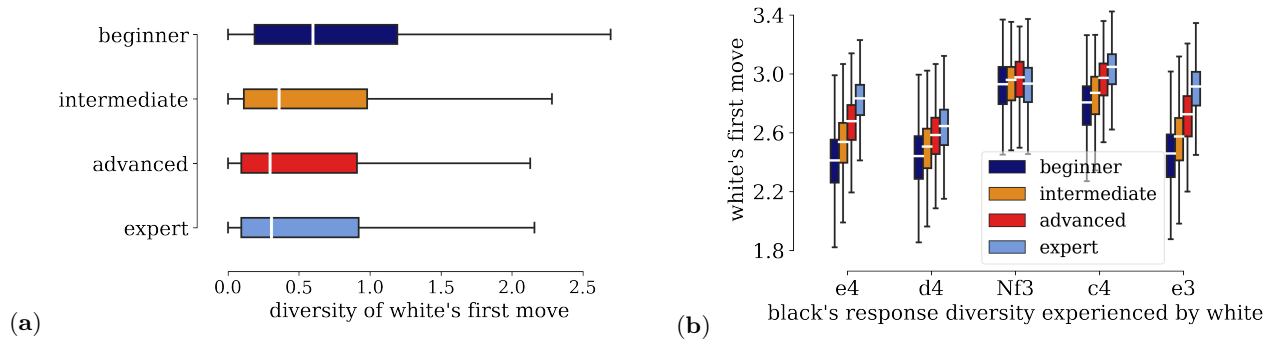 beginner
intermediate
advanced
expert
0.0 0.5 1.0 1.5 2.0 2.5
diversity of white's first move
(a)
white's first move
3.4
3.0
2.6
2.2
1.8
beginner
intermediate
advanced
expert
e4 d4 Nf3 c4 e3
black's response diversity experienced by white
(b)